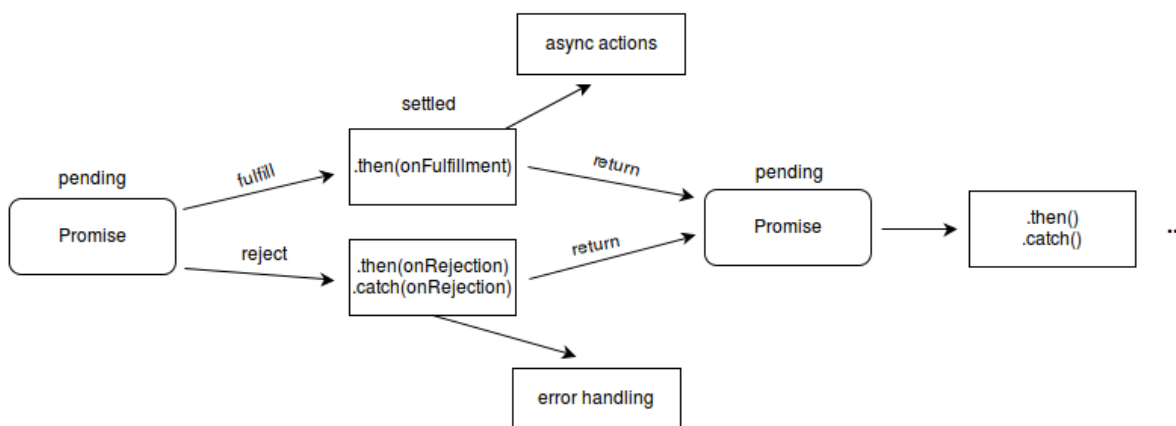 async actions
settled
.then(onFulfillment)
pending
fulfill
return
pending
Promise
Promise
.then()
.catch()
...
reject
return
.then(onRejection)
.catch(onRejection)
error handling